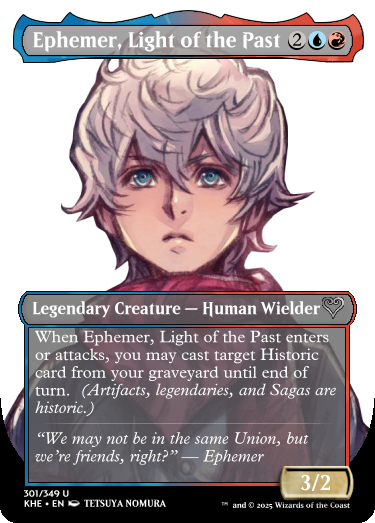 Ephemer, Light of the Past 2
Legendary Creature — Human Wielder
When Ephemer, Light of the Past enters
or attacks, you may cast target Historic
card from your graveyard until end of
turn. (Artifacts, legendaries, and Sagas are
historic.)
“We may not be in the same Union, but
we’re friends, right?” — Ephemer
3/2
301/349 U
KHE • EN TETSUYA NOMURA
™ and © 2025 Wizards of the Coast